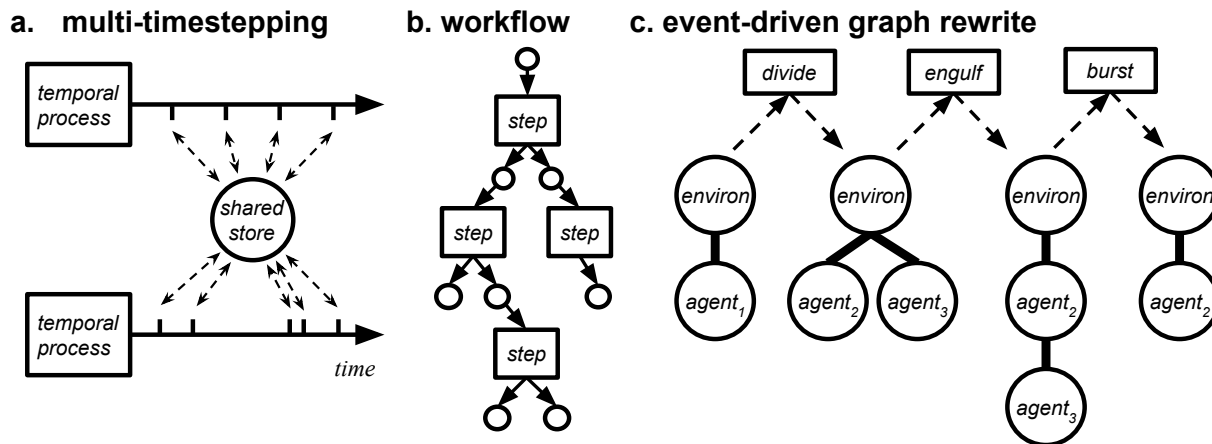 a. multi-timestepping
temporal
process
shared
store
temporal
process
time
b. workflow
step
step
step
step
c. event-driven graph rewrite
divide
engulf
burst
environ
environ
environ
environ
agent₁
agent₂
agent₃
agent₂
agent₂
agent₃